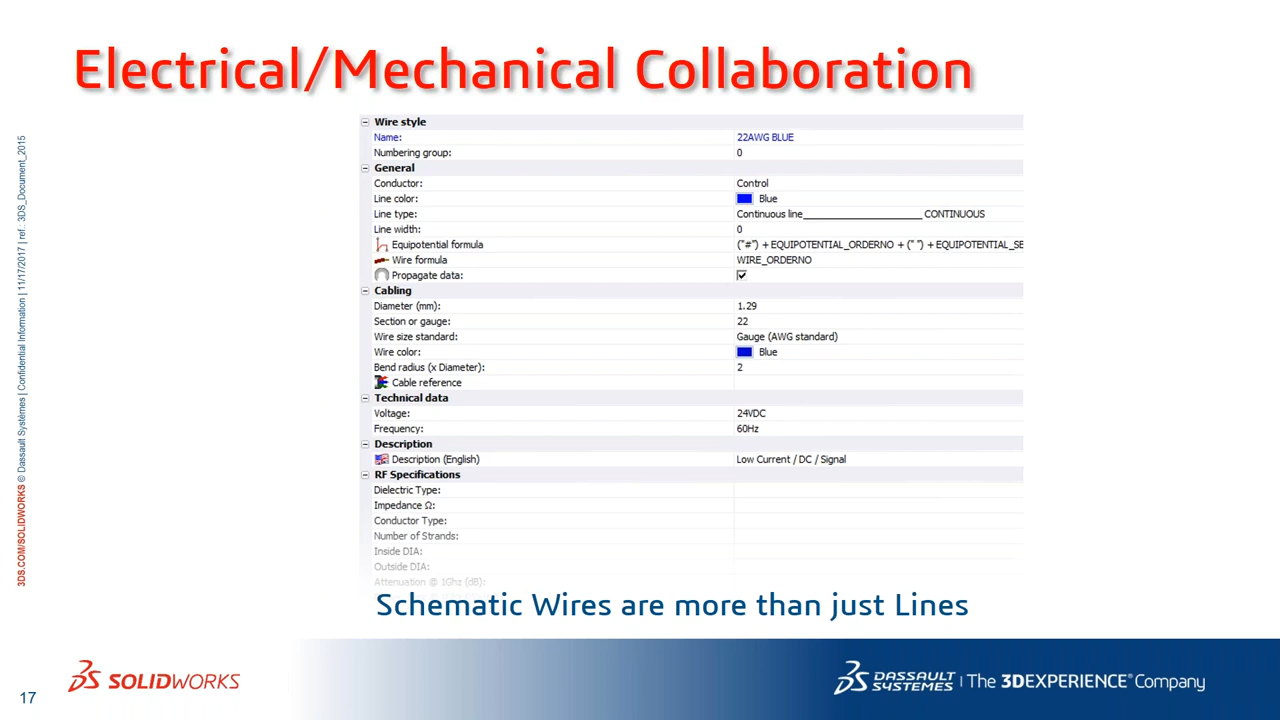 Electrical/Mechanical Collaboration
Wire style
Name: 22AWG BLUE
Numbering group: 0
General
Conductor: Control
Line color: Blue
Line type: Continuous line____________________ CONTINUOUS
Line width: 0
Equipotential formula ("#") + EQUIPOTENTIAL_ORDERNO + (" ") + EQUIPOTENTIAL_SE
Wire formula WIRE_ORDERNO
Propagate data:
Cabling
Diameter (mm): 1.29
Section or gauge: 22
Wire size standard: Gauge (AWG standard)
Wire color: Blue
Bend radius (x Diameter): 2
Cable reference
Technical data
Voltage: 24VDC
Frequency: 60Hz
Description
Description (English) Low Current / DC / Signal
RF Specifications
Dielectric Type:
Impedance Ω:
Conductor Type:
Number of Strands:
Inside DIA:
Outside DIA:
Attenuation @ 1Ghz (dB):
Schematic Wires are more than just Lines
3DS.COM/SOLIDWORKS © Dassault Systèmes | Confidential Information | 11/17/2017 | ref.: 3DS_Document_2015
17
SOLIDWORKS
DASSAULT SYSTEMES | The 3DEXPERIENCE® Company